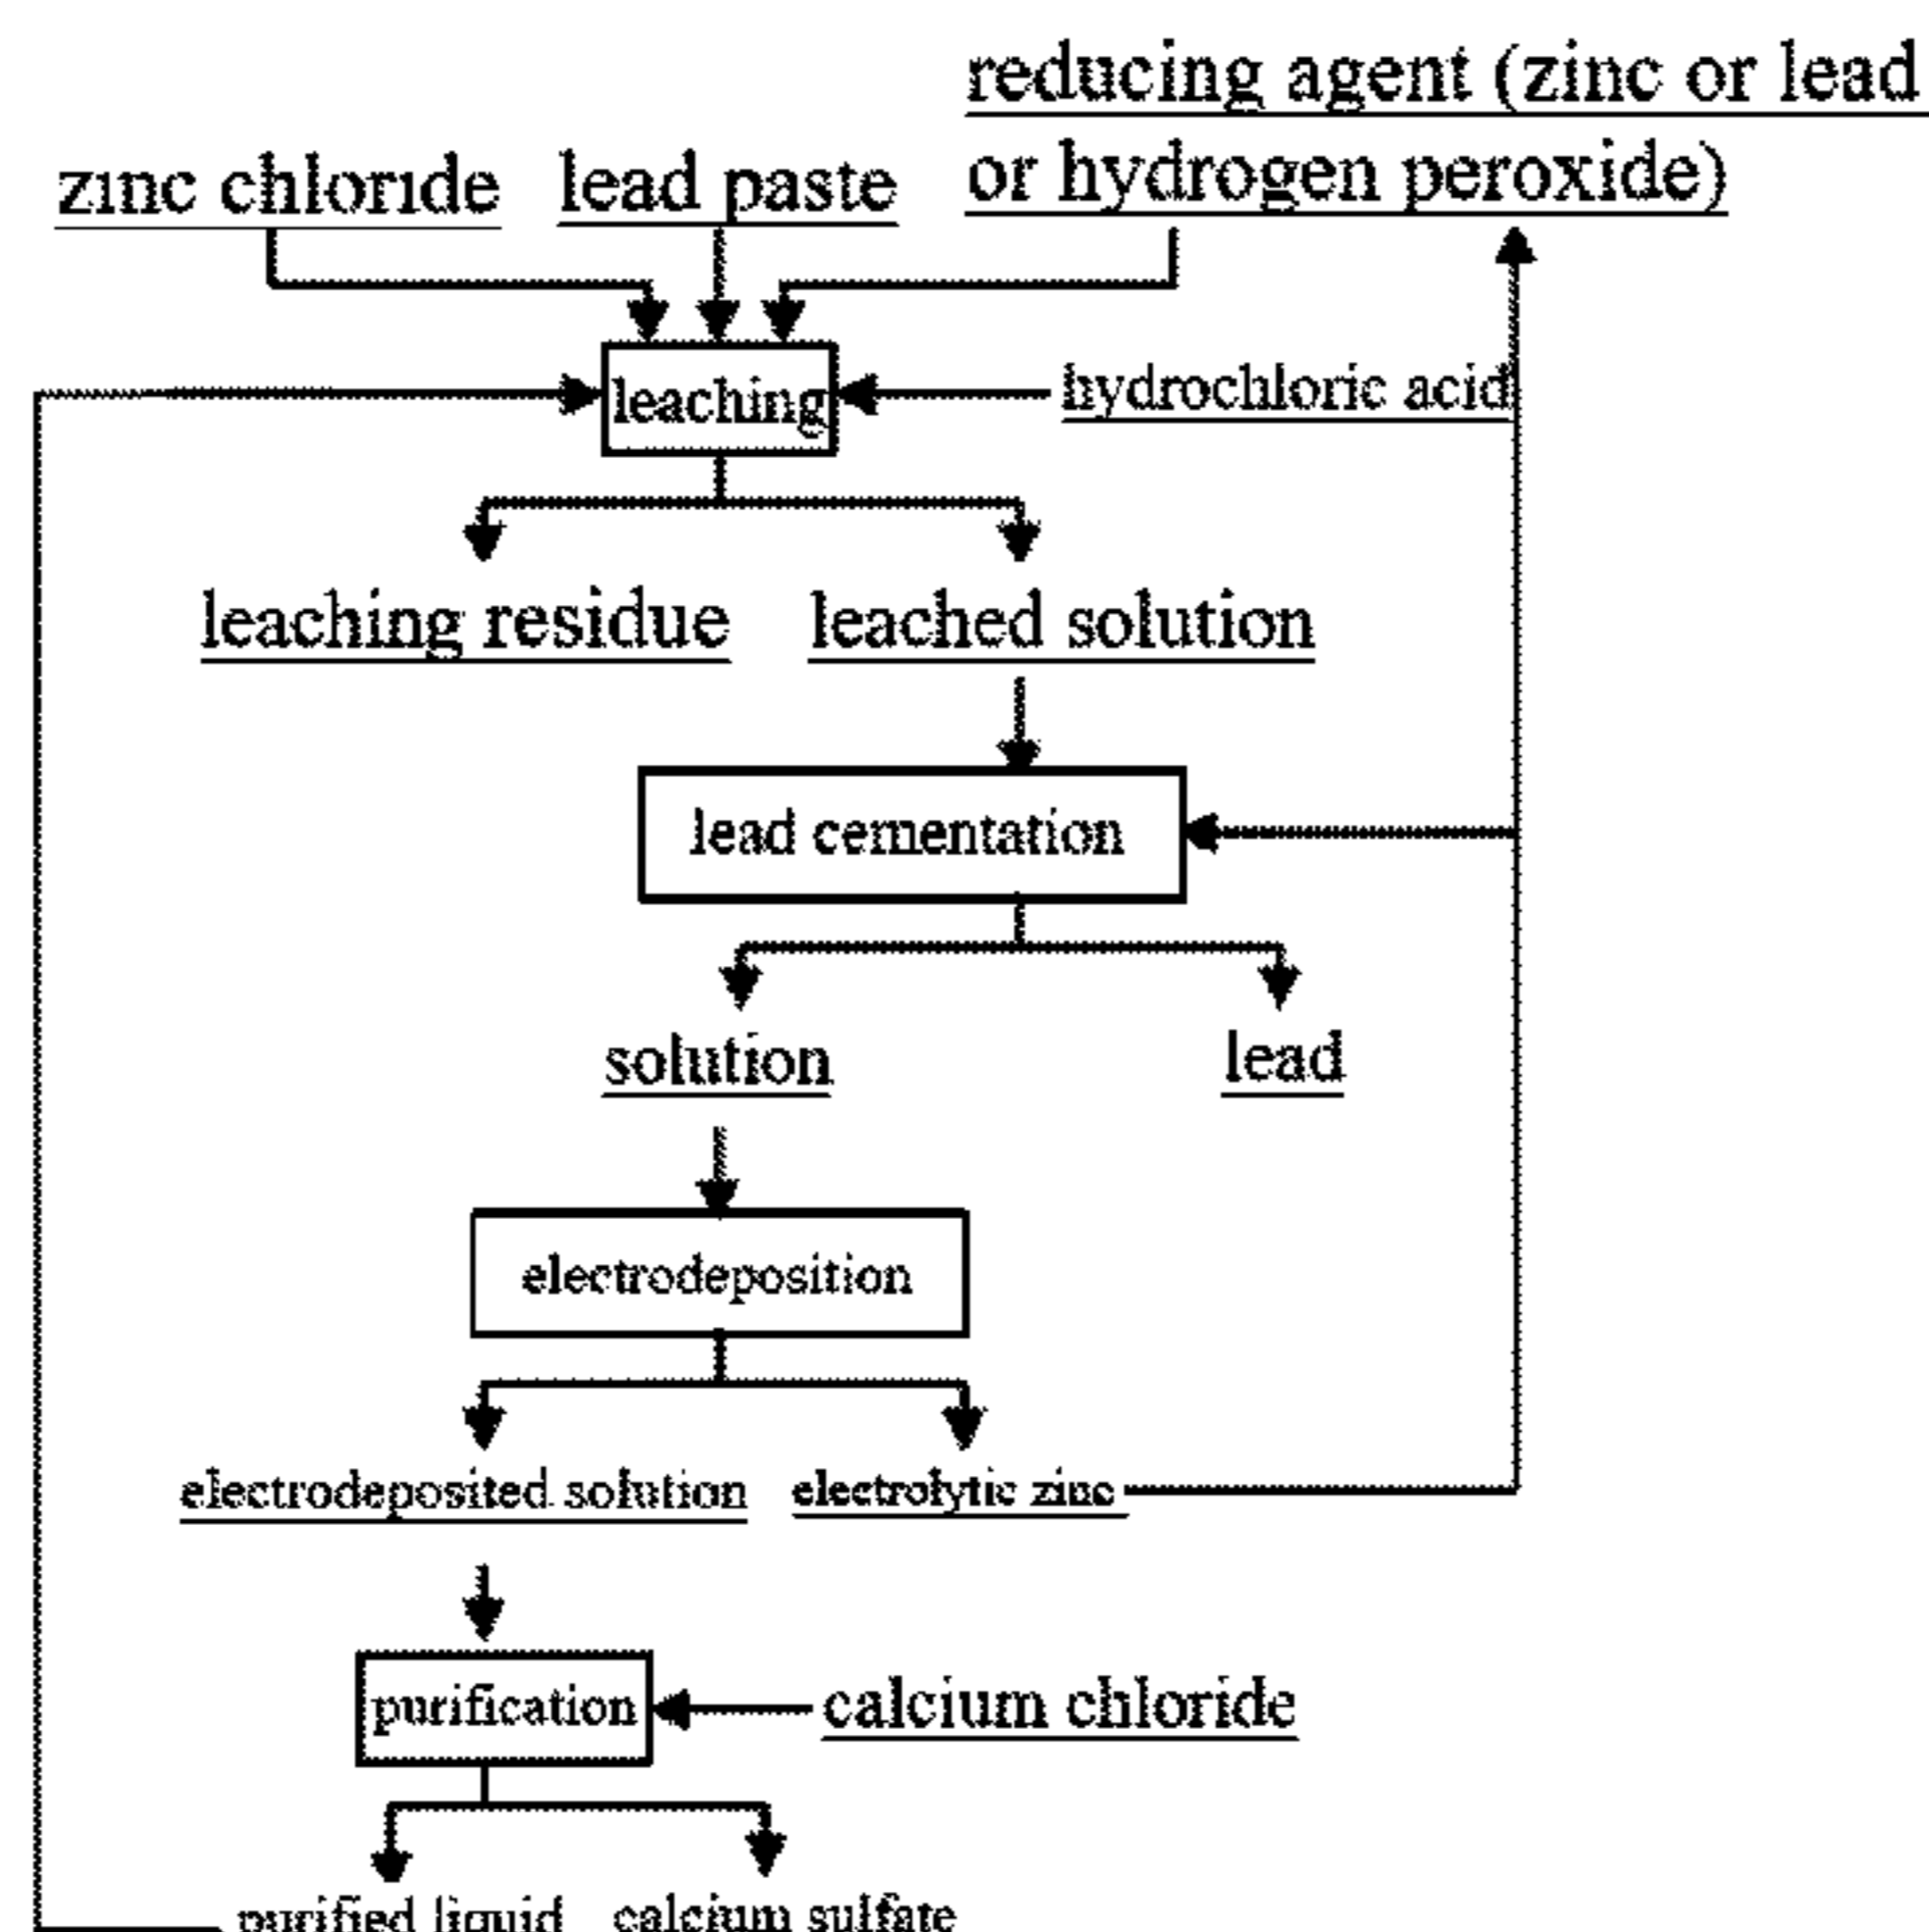 reducing agent (zinc or lead
or hydrogen peroxide)
zinc chloride
lead paste
leaching
hydrochloric acid
leaching residue
leached solution
lead cementation
solution
lead
electrodeposition
electrodeposited solution
electrolytic zinc
purification
calcium chloride
purified liquid
calcium sulfate